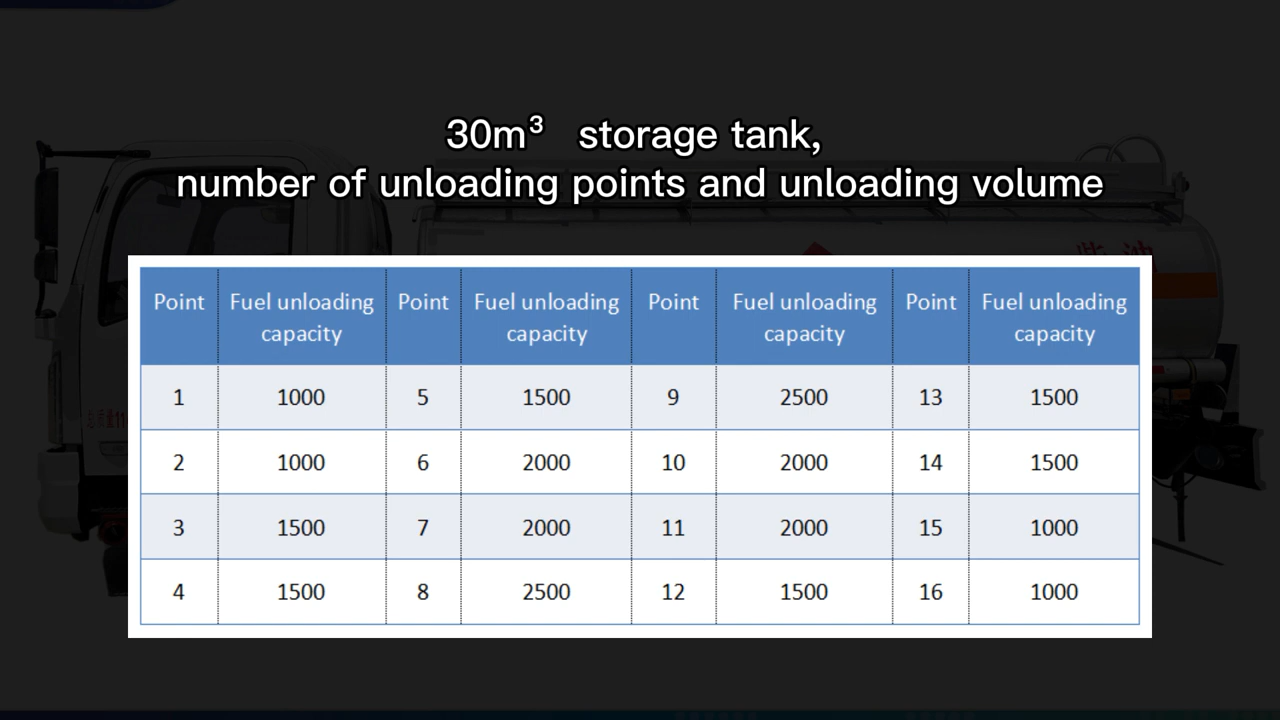 30m³ storage tank,
number of unloading points and unloading volume
Point Fuel unloading capacity Point Fuel unloading capacity Point Fuel unloading capacity Point Fuel unloading capacity
1 1000 5 1500 9 2500 13 1500
2 1000 6 2000 10 2000 14 1500
3 1500 7 2000 11 2000 15 1000
4 1500 8 2500 12 1500 16 1000